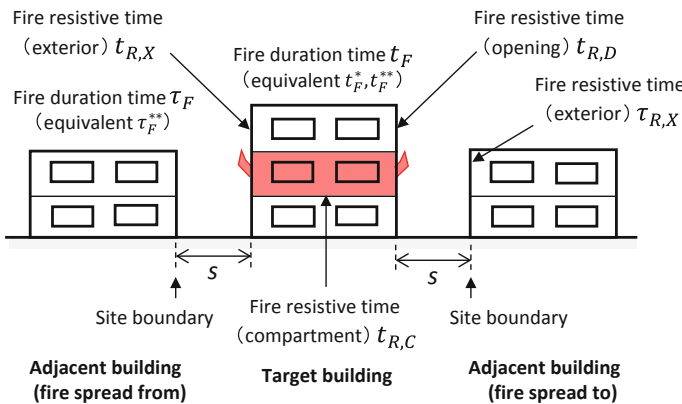 Fire resistive time
(exterior) t_{R,X}
Fire duration time t_F
(equivalent t_F^*, t_F^{**})
Fire resistive time
(opening) t_{R,D}
Fire duration time τ_F
(equivalent τ_F^{**})
Fire resistive time
(exterior) τ_{R,X}
s
s
Site boundary
Fire resistive time
(compartment) t_{R,C}
Site boundary
Adjacent building
(fire spread from)
Target building
Adjacent building
(fire spread to)